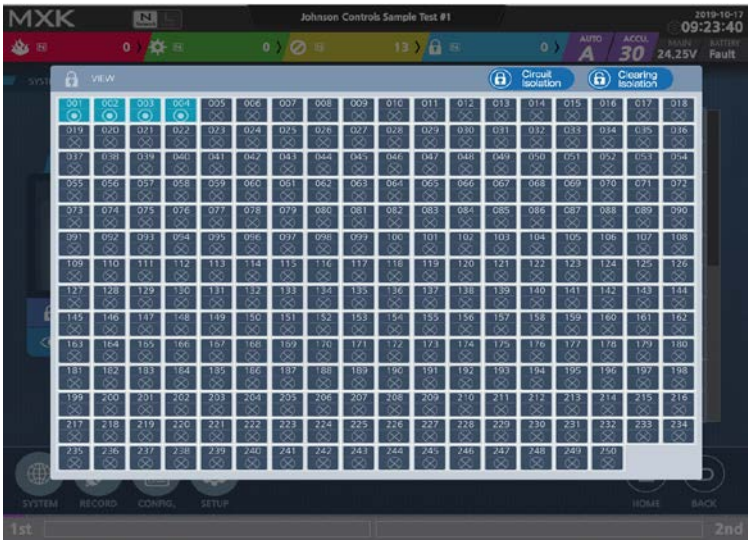 MXK N Johnson Controls Sample Test #1 2019-10-17
09:23:40
0 0 13 0 AUTO A ACCU. 30 MAIN 24.25V BATTERY Fault
SYST VIEW Circuit Isolation Clearing Isolation
001 002 003 004 005 006 007 008 009 010 011 012 013 014 015 016 017 018
019 020 021 022 023 024 025 026 027 028 029 030 031 032 033 034 035 036
037 038 039 040 041 042 043 044 045 046 047 048 049 050 051 052 053 054
055 056 057 058 059 060 061 062 063 064 065 066 067 068 069 070 071 072
073 074 075 076 077 078 079 080 081 082 083 084 085 086 087 088 089 090
091 092 093 094 095 096 097 098 099 100 101 102 103 104 105 106 107 108
109 110 111 112 113 114 115 116 117 118 119 120 121 122 123 124 125 126
127 128 129 130 131 132 133 134 135 136 137 138 139 140 141 142 143 144
145 146 147 148 149 150 151 152 153 154 155 156 157 158 159 160 161 162
163 164 165 166 167 168 169 170 171 172 173 174 175 176 177 178 179 180
181 182 183 184 185 186 187 188 189 190 191 192 193 194 195 196 197 198
199 200 201 202 203 204 205 206 207 208 209 210 211 212 213 214 215 216
217 218 219 220 221 222 223 224 225 226 227 228 229 230 231 232 233 234
235 236 237 238 239 240 241 242 243 244 245 246 247 248 249 250
SYSTEM RECORD CONFIG. SETUP HOME BACK
1st 2nd